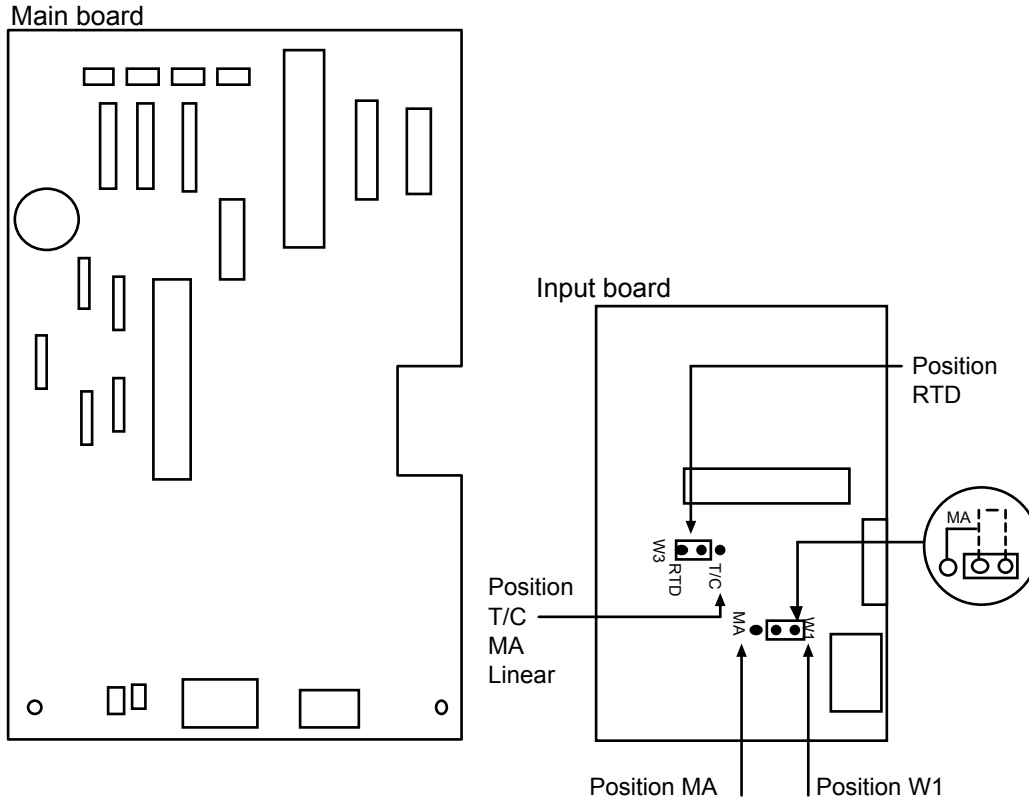 Main board
Input board
Position
RTD
MA
W3
RTD
T/C
Position
T/C
MA
Linear
MA
W1
Position MA
Position W1